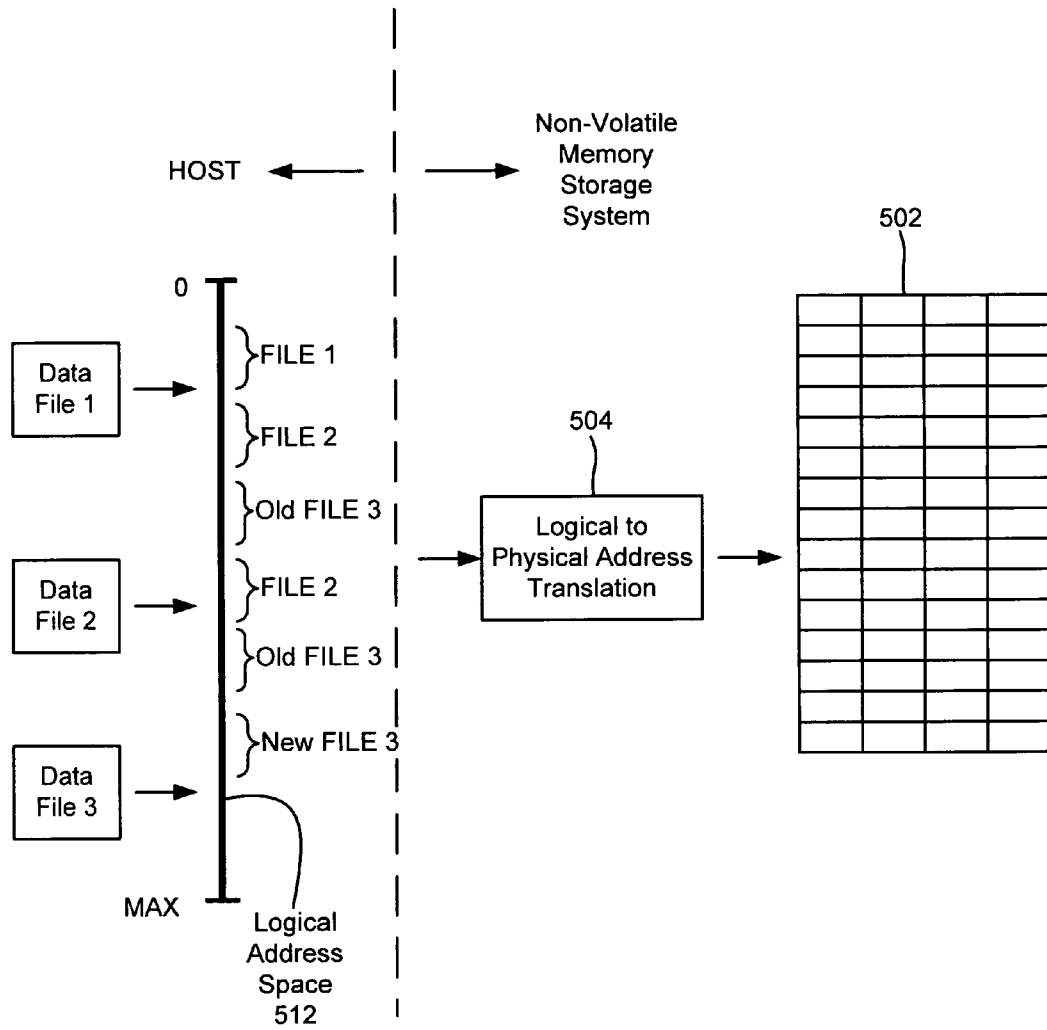 HOST
Non-Volatile
Memory
Storage
System
502
0
FILE 1
Data
File 1
FILE 2
504
Old FILE 3
Logical to
Physical Address
Translation
FILE 2
Data
File 2
Old FILE 3
New FILE 3
Data
File 3
MAX
Logical
Address
Space
512